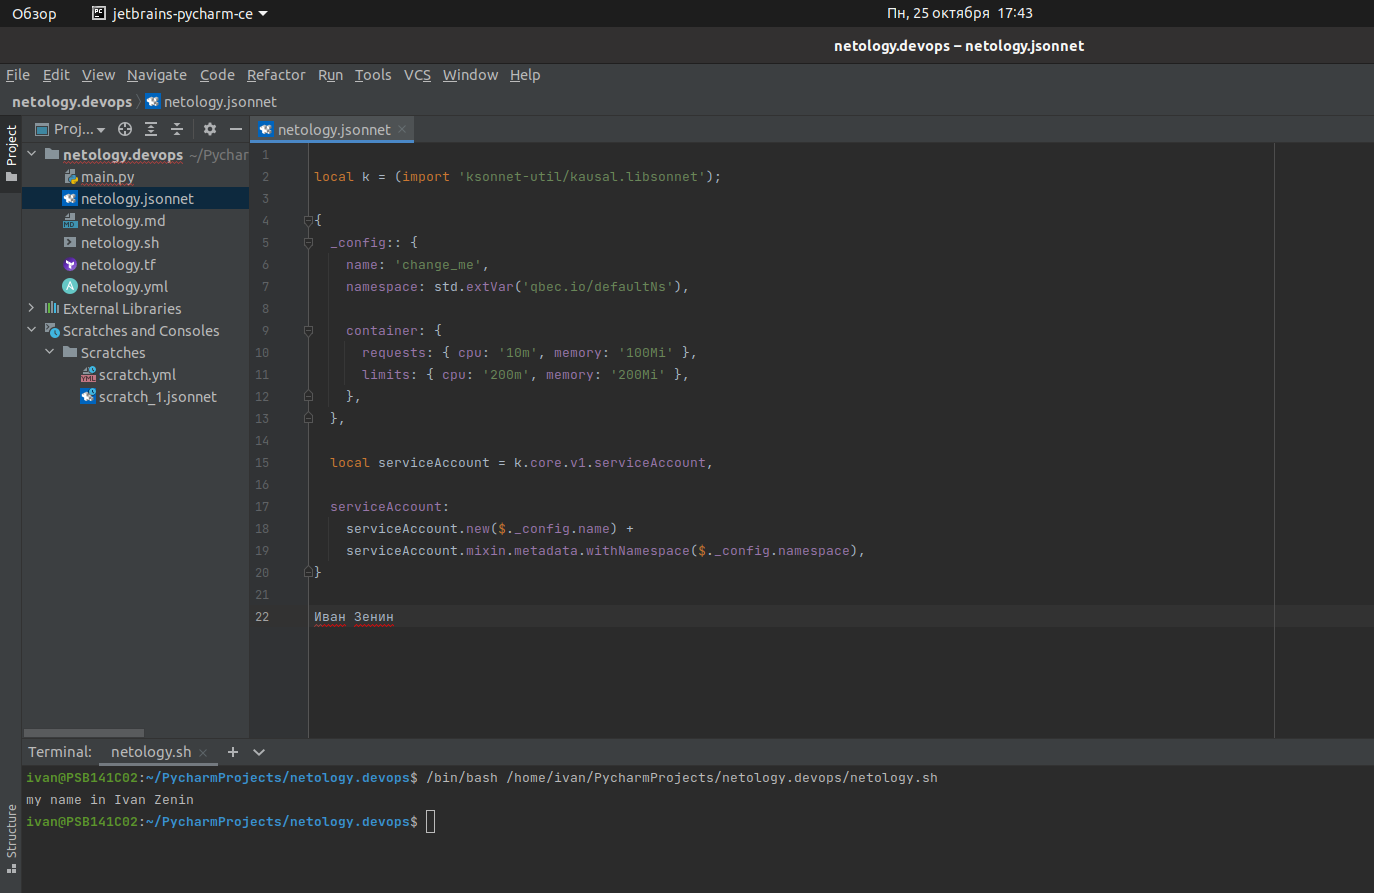 Обзор jetbrains-pycharm-ce Пн, 25 октября 17:43
netology.devops – netology.jsonnet
File Edit View Navigate Code Refactor Run Tools VCS Window Help
netology.devops netology.jsonnet
Project
Proj...
netology.devops ~/Pychar
main.py
netology.jsonnet
netology.md
netology.sh
netology.tf
netology.yml
External Libraries
Scratches and Consoles
Scratches
scratch.yml
scratch_1.jsonnet
netology.jsonnet
1
2 local k = (import 'ksonnet-util/kausal.libsonnet');
3
4 {
5   _config:: {
6     name: 'change_me',
7     namespace: std.extVar('qbec.io/defaultNs'),
8
9     container: {
10       requests: { cpu: '10m', memory: '100Mi' },
11       limits: { cpu: '200m', memory: '200Mi' },
12     },
13   },
14
15   local serviceAccount = k.core.v1.serviceAccount,
16
17   serviceAccount:
18     serviceAccount.new($._config.name) +
19     serviceAccount.mixin.metadata.withNamespace($._config.namespace),
20 }
21
22 Иван Зенин
Terminal: netology.sh
ivan@PSB141C02:~/PycharmProjects/netology.devops$ /bin/bash /home/ivan/PycharmProjects/netology.devops/netology.sh
my name in Ivan Zenin
ivan@PSB141C02:~/PycharmProjects/netology.devops$
Structure